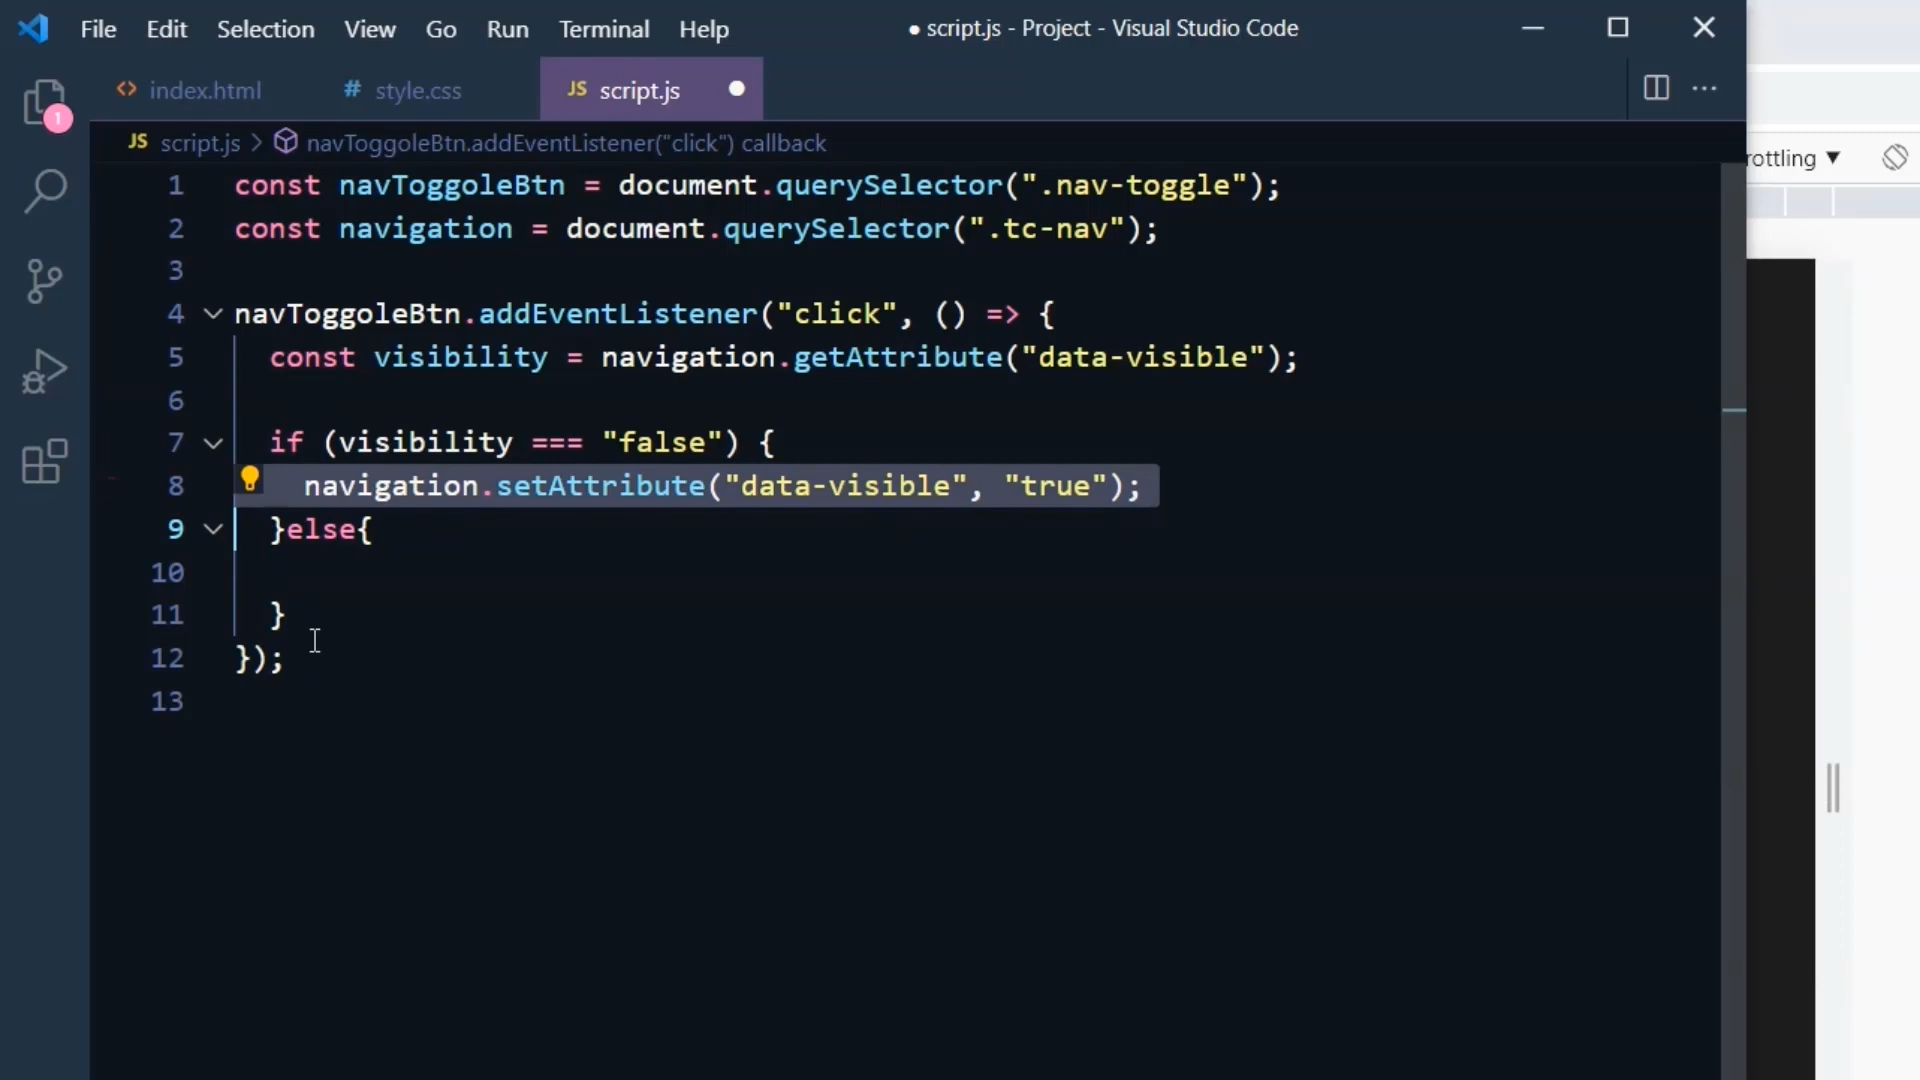 File Edit Selection View Go Run Terminal Help ● script.js - Project - Visual Studio Code
index.html # style.css JS script.js
1
JS script.js > navToggoleBtn.addEventListener("click") callback
rottling ▼
1 const navToggoleBtn = document.querySelector(".nav-toggle");
2 const navigation = document.querySelector(".tc-nav");
3
4 navToggoleBtn.addEventListener("click", () => {
5 const visibility = navigation.getAttribute("data-visible");
6
7 if (visibility === "false") {
8 navigation.setAttribute("data-visible", "true");
9 }else{
10
11 }
12 });
13